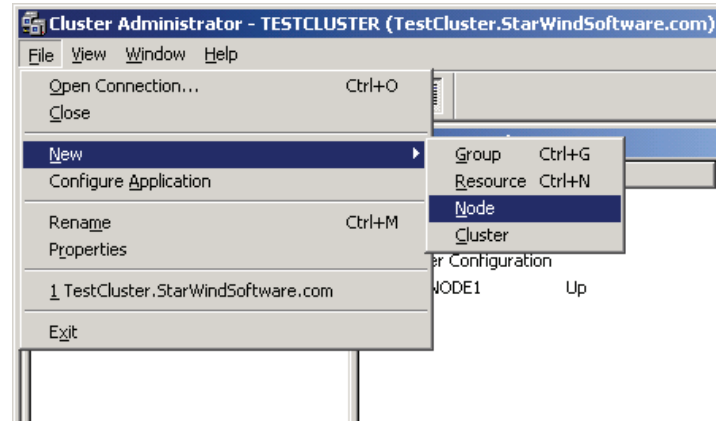 Cluster Administrator - TESTCLUSTER (TestCluster.StarWindSoftware.com)
File View Window Help
Open Connection... Ctrl+O
Close
New
Configure Application
Rename Ctrl+M
Properties
1 TestCluster.StarWindSoftware.com
Exit
Group Ctrl+G
Resource Ctrl+N
Node
Cluster
er Configuration
NODE1 Up